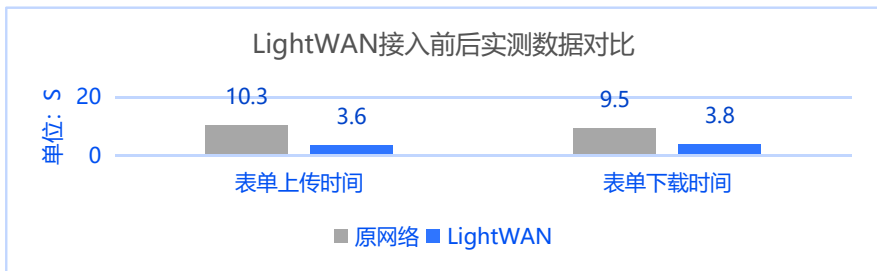 LightWAN接入前后实测数据对比
单位：S
20
0
10.3
3.6
9.5
3.8
表单上传时间
表单下载时间
原网络
LightWAN